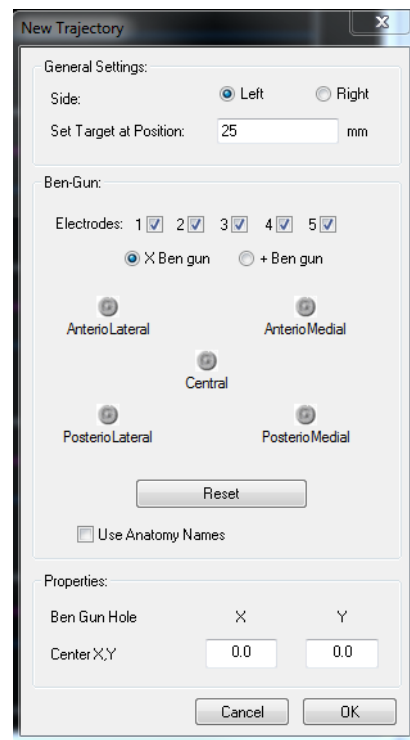 New Trajectory
General Settings:
Side: Left Right
Set Target at Position: 25 mm
Ben-Gun:
Electrodes: 1 2 3 4 5
X Ben gun + Ben gun
AnterioLateral AnterioMedial
Central
PosterioLateral PosterioMedial
Reset
Use Anatomy Names
Properties:
Ben Gun Hole X Y
Center X,Y 0.0 0.0
Cancel OK